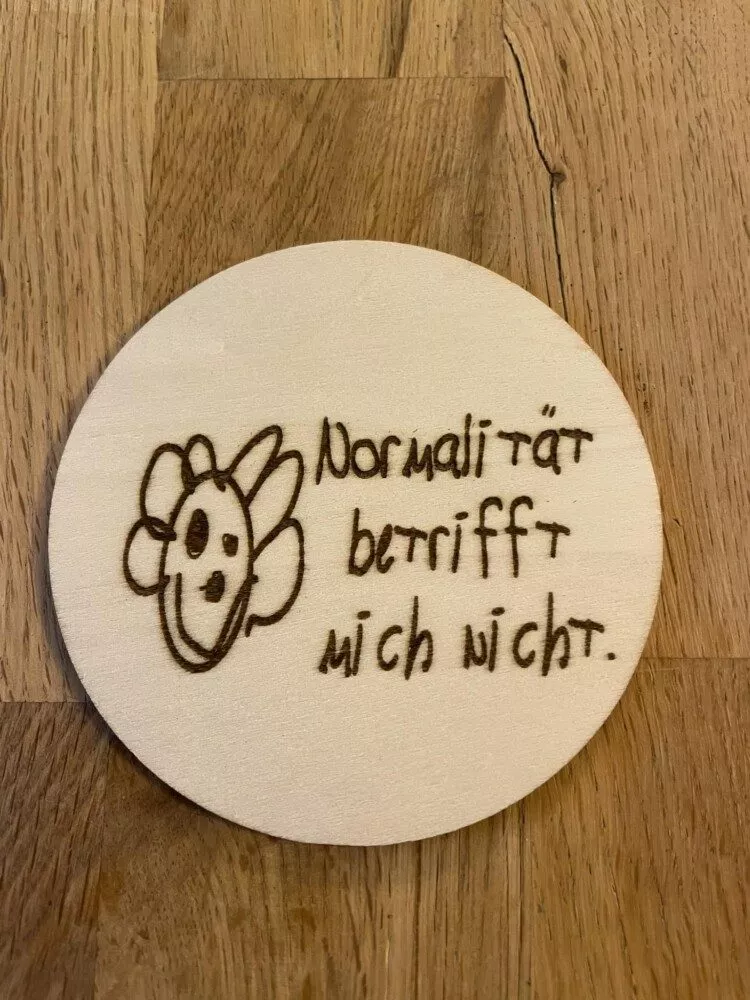 Normalität
betrifft
mich nicht.